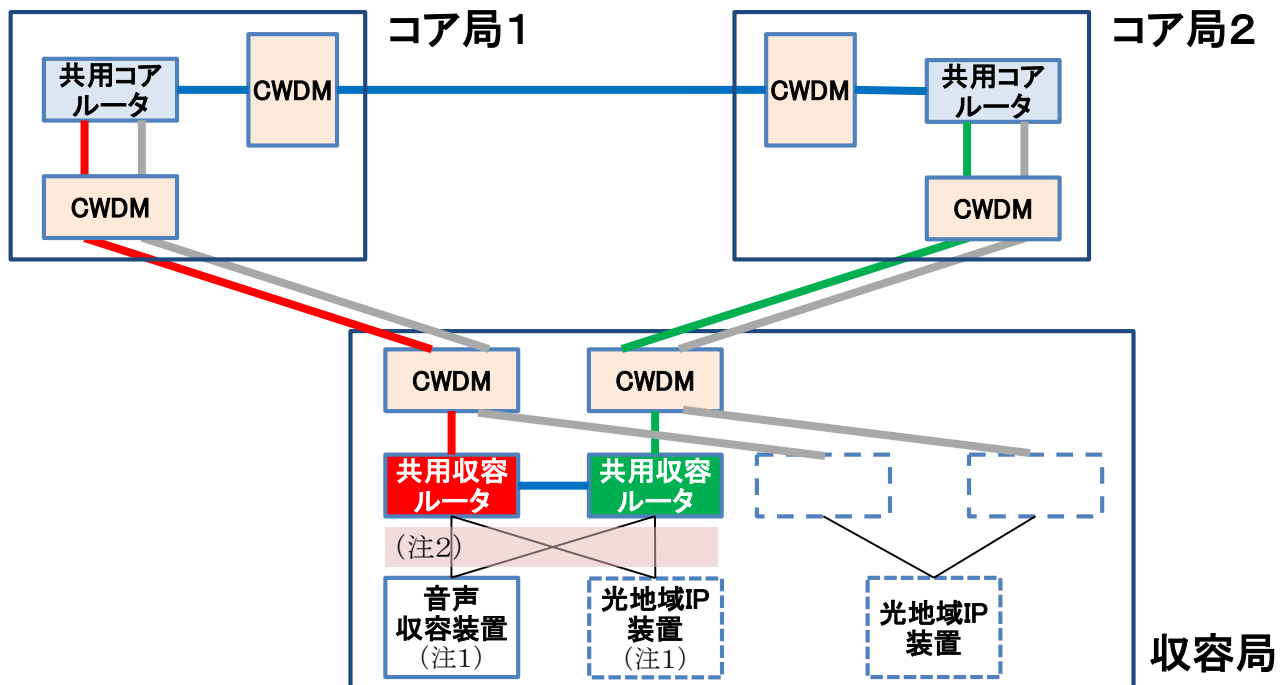 コア局1
コア局2
共用コア
ルータ
CWDM
CWDM
共用コア
ルータ
CWDM
CWDM
CWDM
CWDM
共用収容
ルータ
共用収容
ルータ
(注2)
音声
収容装置
(注1)
光地域IP
装置
(注1)
光地域IP
装置
収容局